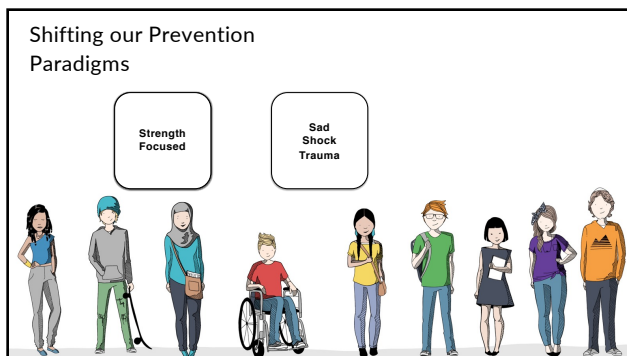 Shifting our Prevention
Paradigms
Strength
Focused
Sad
Shock
Trauma